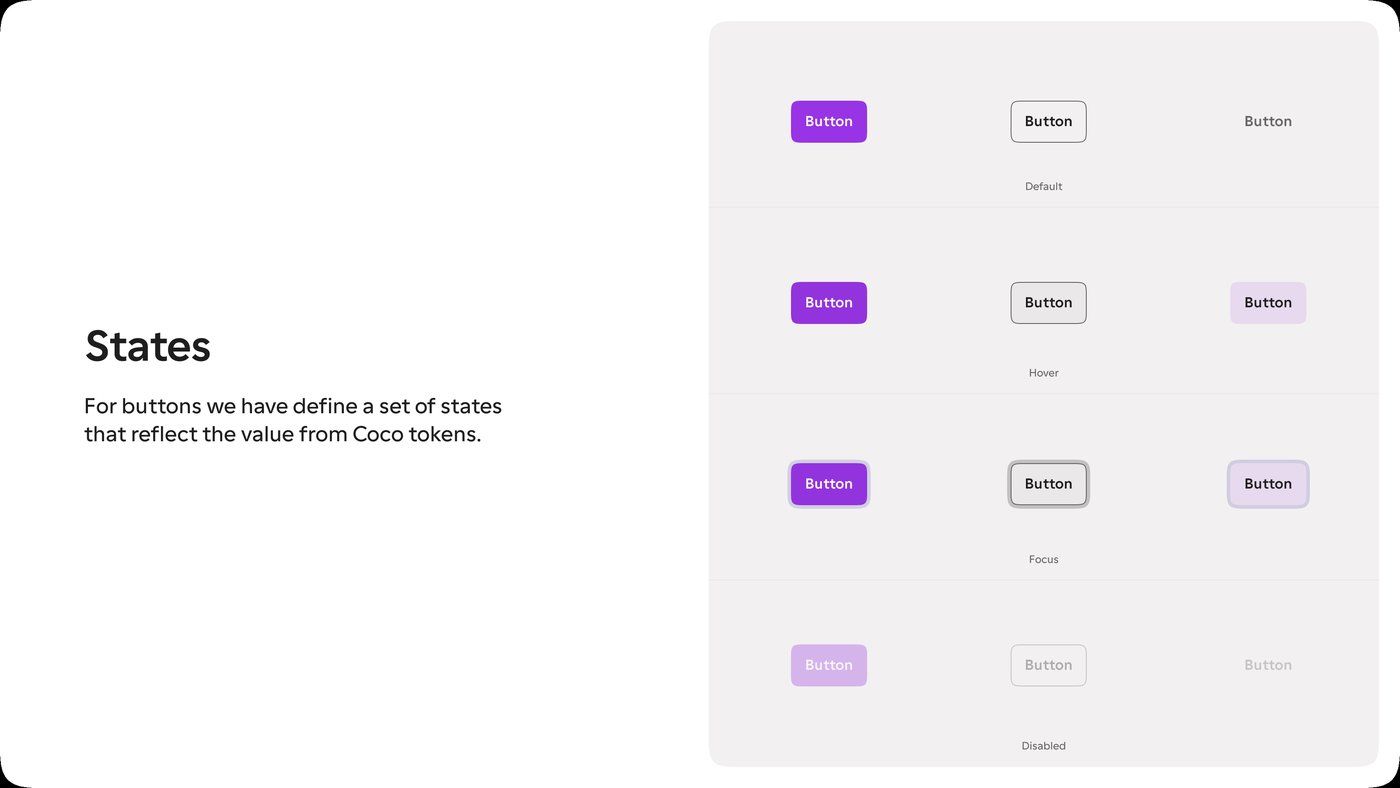 States
For buttons we have define a set of states
that reflect the value from Coco tokens.
Button Button Button
Default
Button Button Button
Hover
Button Button Button
Focus
Button Button Button
Disabled